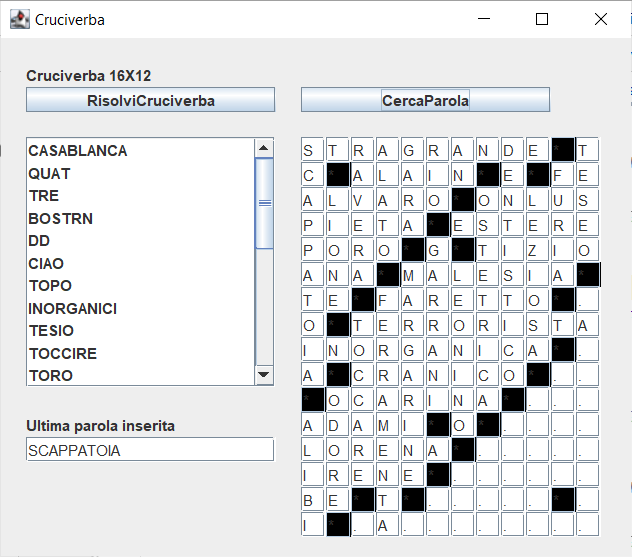 Cruciverba
Cruciverba 16X12
RisolviCruciverba
CercaParola
CASABLANCA
QUAT
TRE
BOSTRN
DD
CIAO
TOPO
INORGANICI
TESIO
TOCCIRE
TORO
Ultima parola inserita
SCAPPATOIA
S T R A G R A N D E * T
C * A L A I N * E * F E
A L V A R O * O N L U S
P I E T A * E S T E R E
P O R O * G * T I Z I O
A N A * M A L E S I A *
T E * F A R E T T O * .
O * T E R R O R I S T A
I N O R G A N I C A * .
A * C R A N I C O * . .
* O C A R I N A * . . .
A D A M I * O * . . . .
L O R E N A * . . . . .
I R E N E * . . . . . .
B E * T * . . . . . * .
I * . A . . . . . . . .